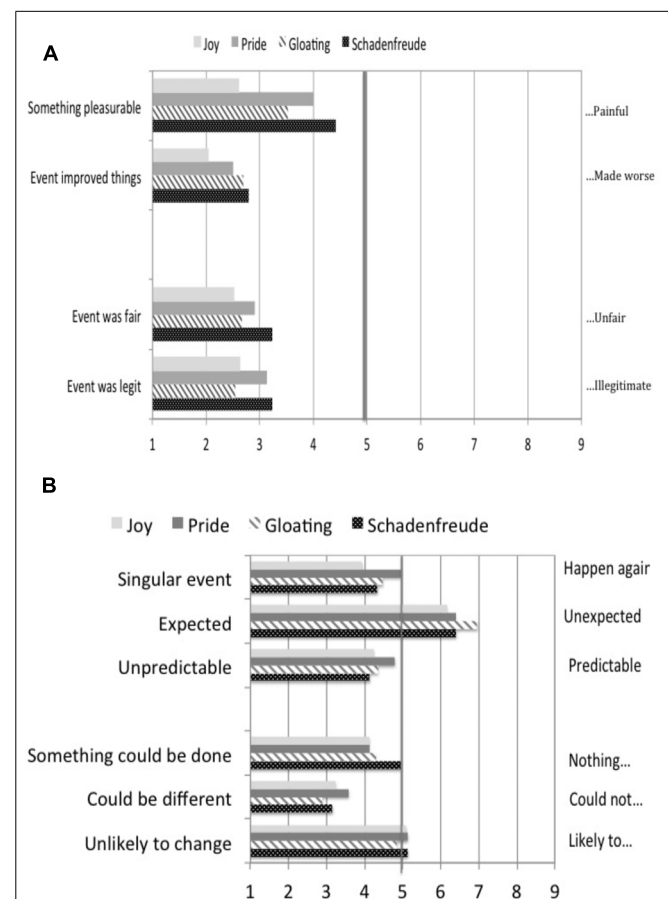 A
Joy Pride Gloating Schadenfreude
Something pleasurable ...Painful
Event improved things ...Made worse
Event was fair ...Unfair
Event was legit ...Illegitimate
1 2 3 4 5 6 7 8 9
B
Joy Pride Gloating Schadenfreude
Singular event Happen agair
Expected Unexpected
Unpredictable Predictable
Something could be done Nothing...
Could be different Could not...
Unlikely to change Likely to...
1 2 3 4 5 6 7 8 9